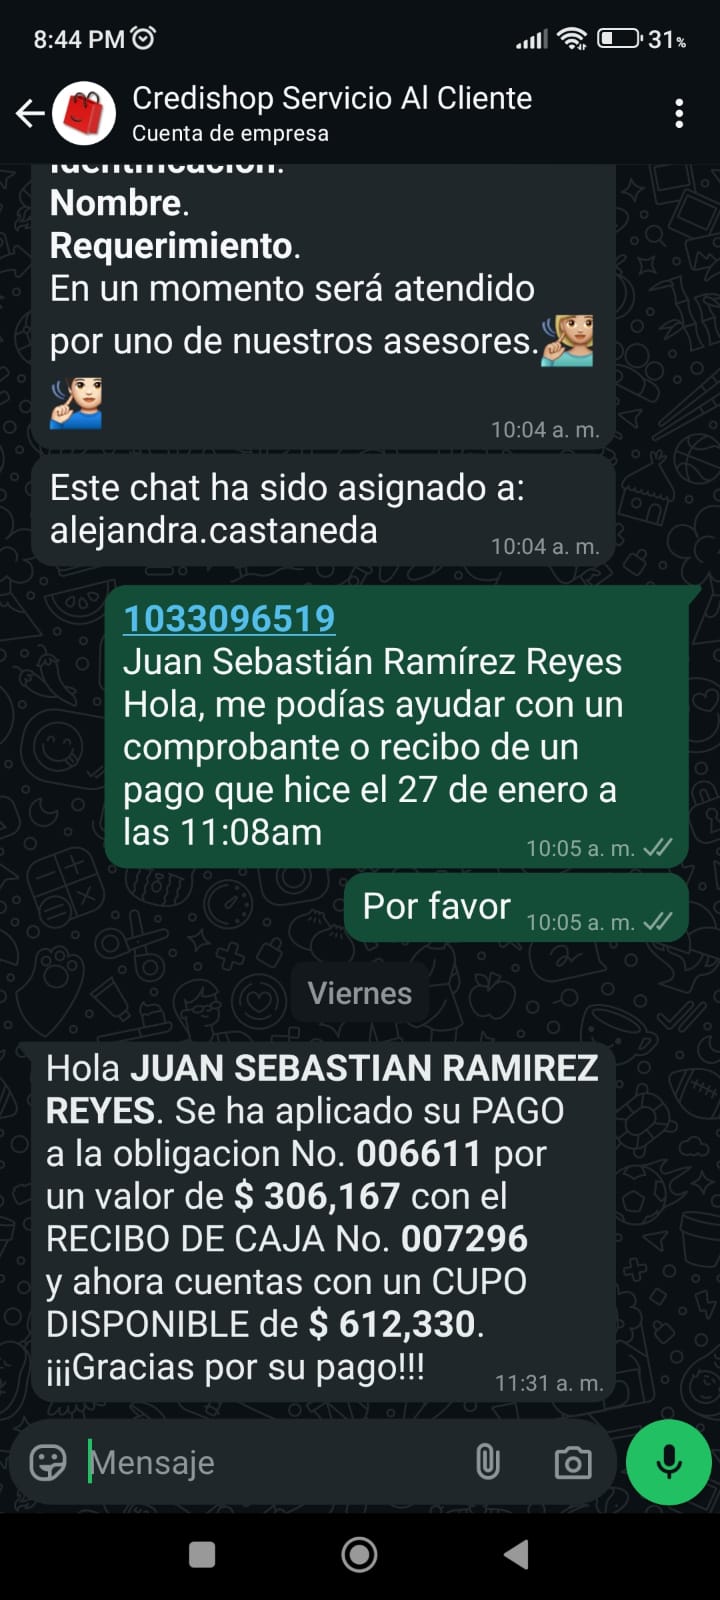 8:44 PM
31%
Credishop Servicio Al Cliente
Cuenta de empresa
Identificación.
Nombre.
Requerimiento.
En un momento será atendido
por uno de nuestros asesores.
10:04 a. m.
Este chat ha sido asignado a:
alejandra.castaneda
10:04 a. m.
1033096519
Juan Sebastián Ramírez Reyes
Hola, me podías ayudar con un
comprobante o recibo de un
pago que hice el 27 de enero a
las 11:08am
10:05 a. m.
Por favor
10:05 a. m.
Viernes
Hola JUAN SEBASTIAN RAMIREZ
REYES. Se ha aplicado su PAGO
a la obligacion No. 006611 por
un valor de $ 306,167 con el
RECIBO DE CAJA No. 007296
y ahora cuentas con un CUPO
DISPONIBLE de $ 612,330.
¡¡¡Gracias por su pago!!!
11:31 a. m.
Mensaje